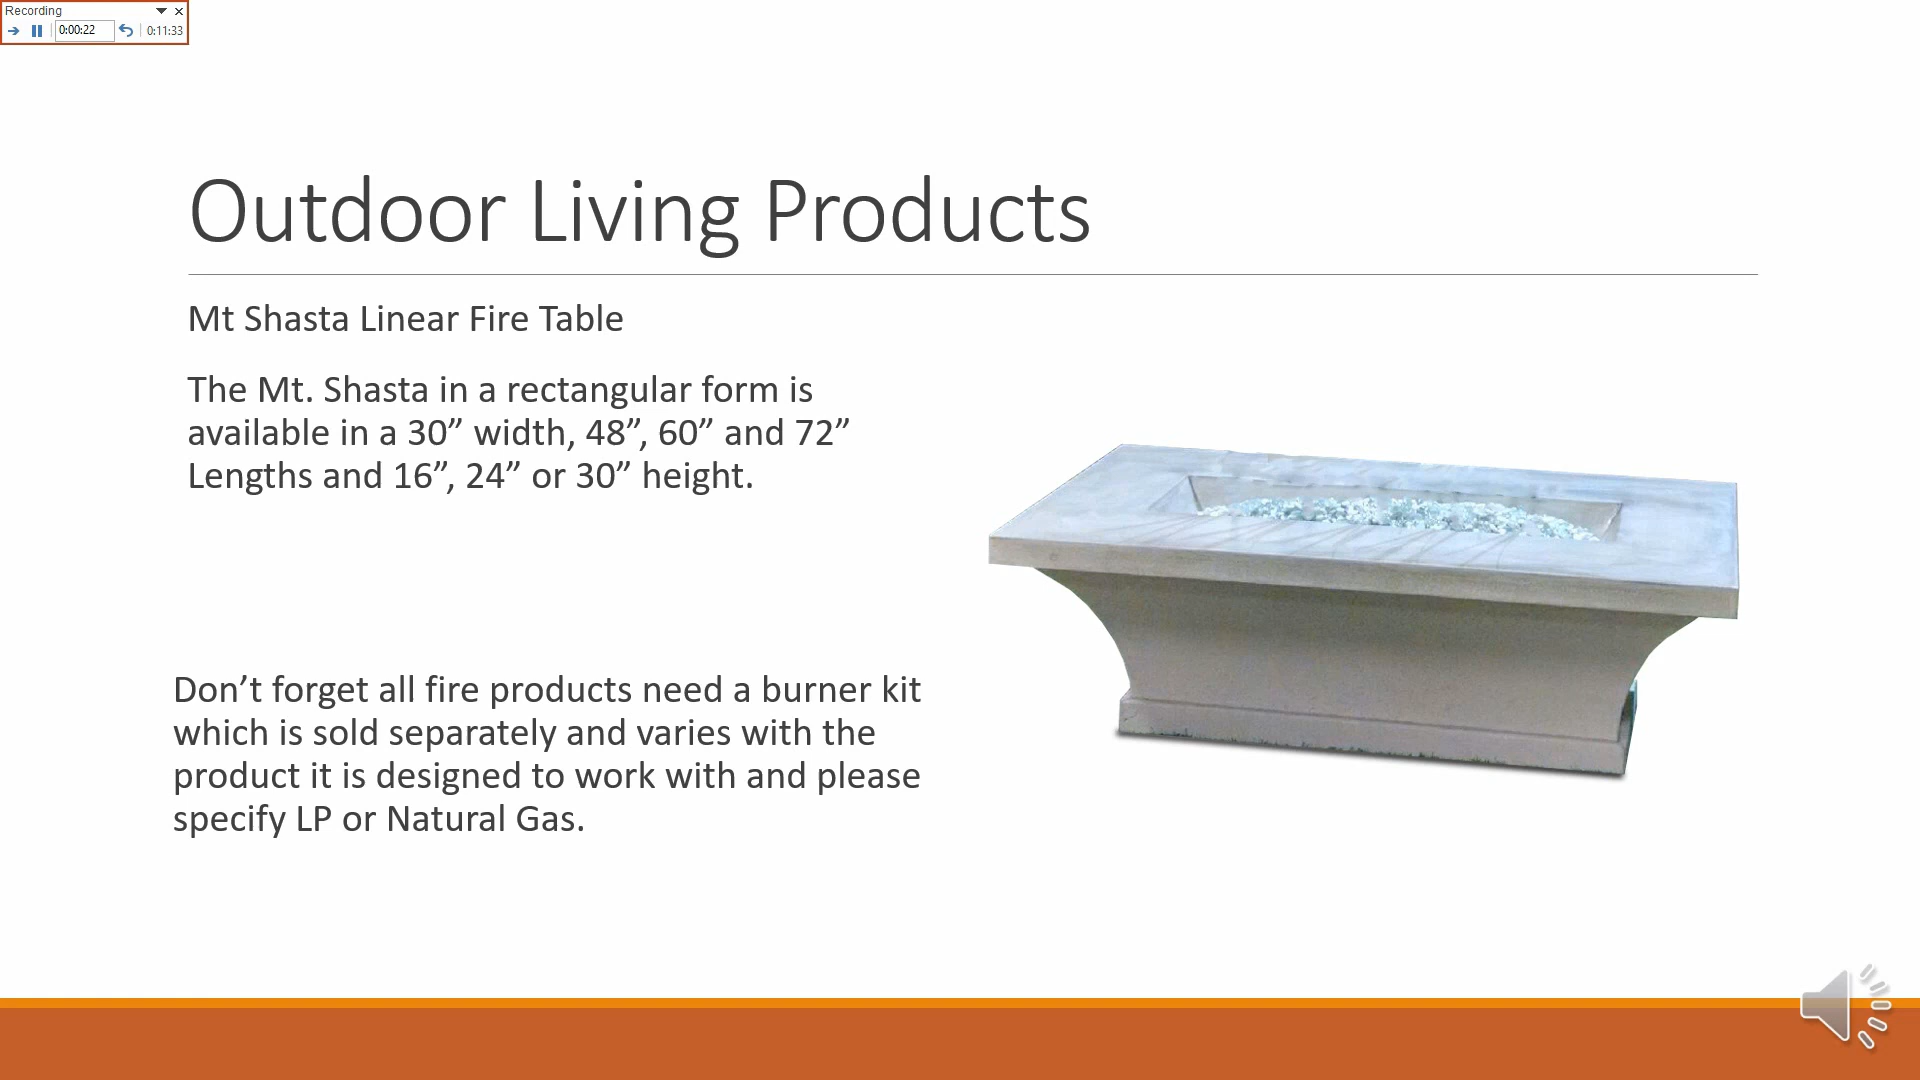 Recording
0:00:22
0:11:33
Outdoor Living Products
Mt Shasta Linear Fire Table
The Mt. Shasta in a rectangular form is
available in a 30” width, 48”, 60” and 72”
Lengths and 16”, 24” or 30” height.
Don’t forget all fire products need a burner kit
which is sold separately and varies with the
product it is designed to work with and please
specify LP or Natural Gas.